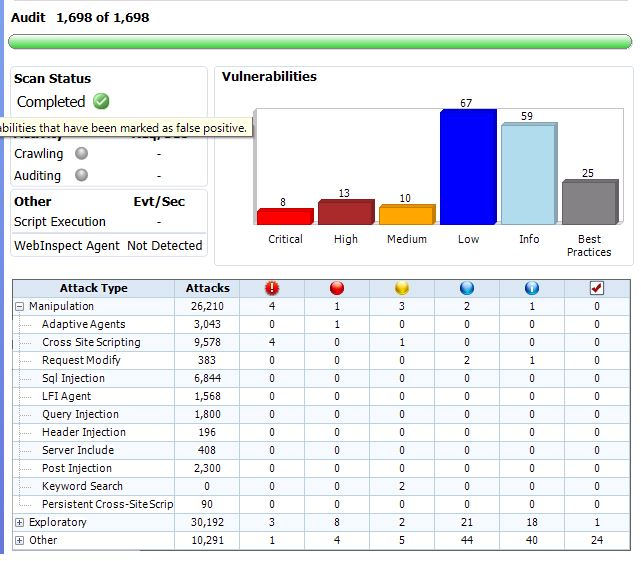 Audit 1,698 of 1,698
Scan Status
Completed
abilities that have been marked as false positive.
Crawling -
Auditing -
Other Evt/Sec
Script Execution -
WebInspect Agent Not Detected
Vulnerabilities
8 13 10 67 59 25
Critical High Medium Low Info Best
Practices
Attack Type Attacks
Manipulation 26,210 4 1 3 2 1 0
Adaptive Agents 3,043 0 1 0 0 0 0
Cross Site Scripting 9,578 4 0 1 0 0 0
Request Modify 383 0 0 0 2 1 0
Sql Injection 6,844 0 0 0 0 0 0
LFI Agent 1,568 0 0 0 0 0 0
Query Injection 1,800 0 0 0 0 0 0
Header Injection 196 0 0 0 0 0 0
Server Include 408 0 0 0 0 0 0
Post Injection 2,300 0 0 0 0 0 0
Keyword Search 0 0 0 2 0 0 0
Persistent Cross-SiteScrip 90 0 0 0 0 0 0
Exploratory 30,192 3 8 2 21 18 1
Other 10,291 1 4 5 44 40 24